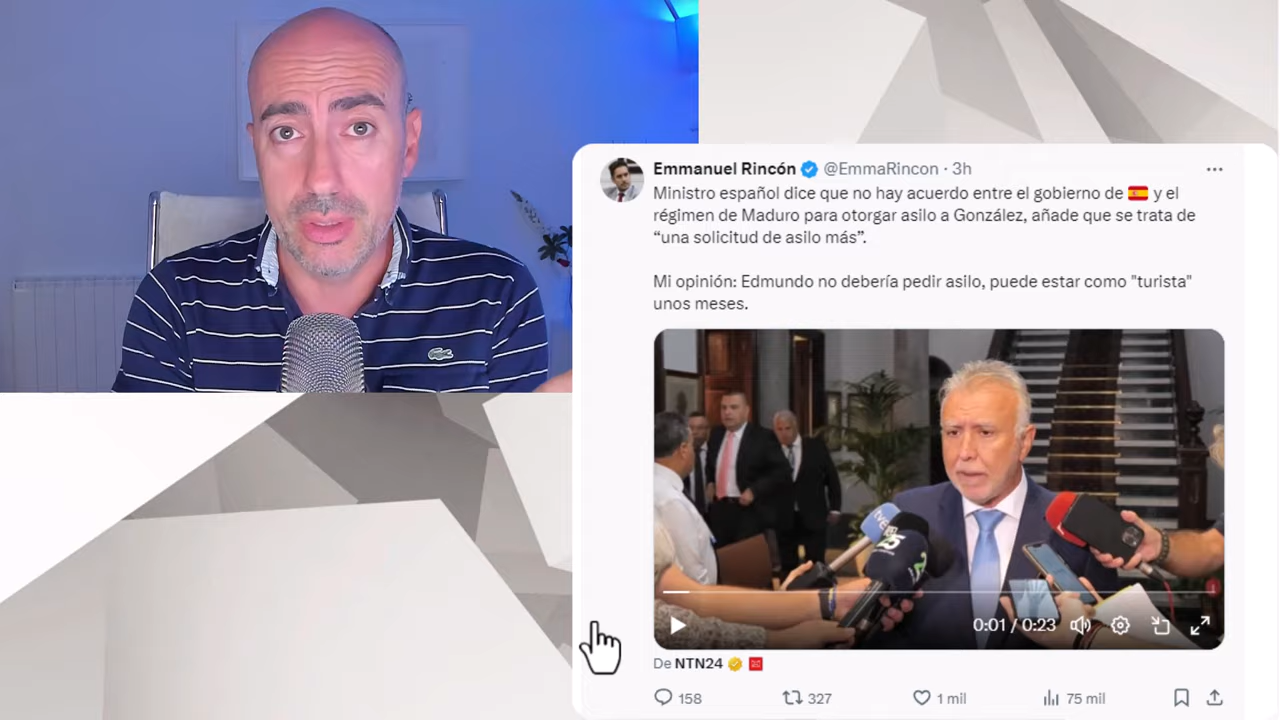 Emmanuel Rincón @EmmaRincon · 3h
Ministro español dice que no hay acuerdo entre el gobierno de 🇪🇸 y el
régimen de Maduro para otorgar asilo a González, añade que se trata de
“una solicitud de asilo más”.
Mi opinión: Edmundo no debería pedir asilo, puede estar como "turista"
unos meses.
tve
0:01 / 0:23
De NTN24
158 327 1 mil 75 mil